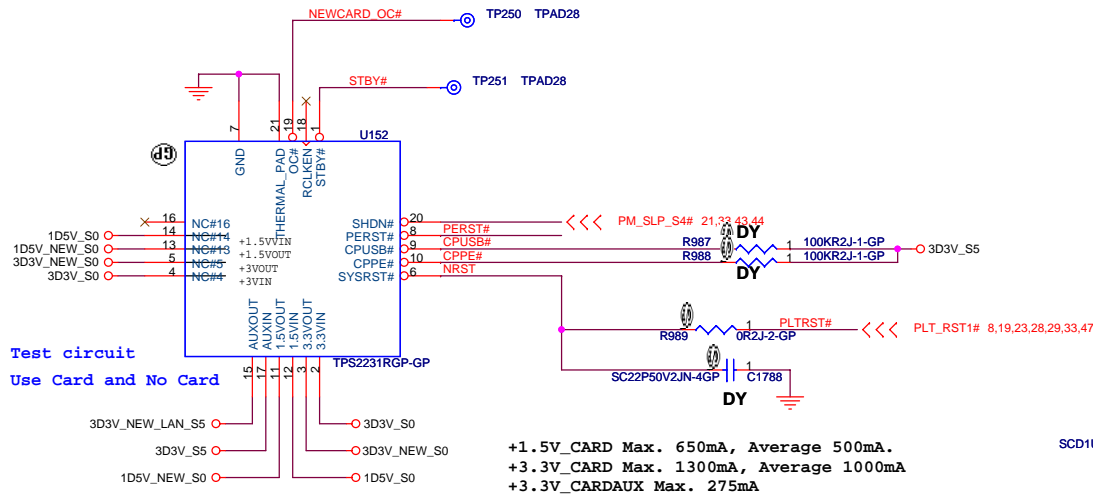 NEWCARD_OC#
TP250 TPAD28
STBY#
TP251 TPAD28
7
21
19
18
1
U152
GP
GND
THERMAL_PAD
OC#
RCLKEN
STBY#
16
NC#16
1D5V_S0
14
NC#14
+1.5VVIN
1D5V_NEW_S0
13
NC#13
+1.5VOUT
3D3V_NEW_S0
5
NC#5
+3VOUT
3D3V_S0
4
NC#4
+3VIN
SHDN#
20
PM_SLP_S4# 21,33,43,44
PERST#
8
PERST#
CPUSB#
9
CPUSB#
R987
DY
1
100KR2J-1-GP
CPPE#
10
CPPE#
R988
DY
1
100KR2J-1-GP
3D3V_S5
SYSRST#
6
NRST
R989
1
0R2J-2-GP
PLTRST#
PLT_RST1# 8,19,23,28,29,33,47
SC22P50V2JN-4GP
1
C1788
DY
AUXOUT
AUXIN
1.5VOUT
1.5VIN
3.3VOUT
3.3VIN
TPS2231RGP-GP
15
17
11
12
3
2
Test circuit
Use Card and No Card
3D3V_NEW_LAN_S5
3D3V_S5
1D5V_NEW_S0
3D3V_S0
3D3V_NEW_S0
1D5V_S0
+1.5V_CARD Max. 650mA, Average 500mA.
+3.3V_CARD Max. 1300mA, Average 1000mA
+3.3V_CARDAUX Max. 275mA
SCD1U